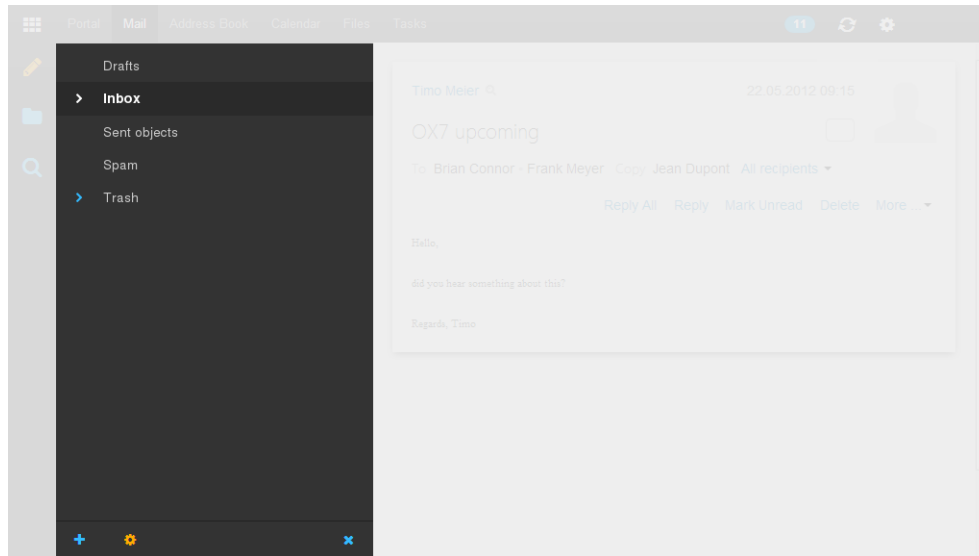 Portal Mail Address Book Calendar Files Tasks 11
Drafts
Inbox
Sent objects
Spam
Trash
Timo Meier 22.05.2012 09:15
OX7 upcoming
To Brian Connor - Frank Meyer Copy Jean Dupont All recipients
Reply All Reply Mark Unread Delete More ...
Hello,
did you hear something about this?
Regards, Timo